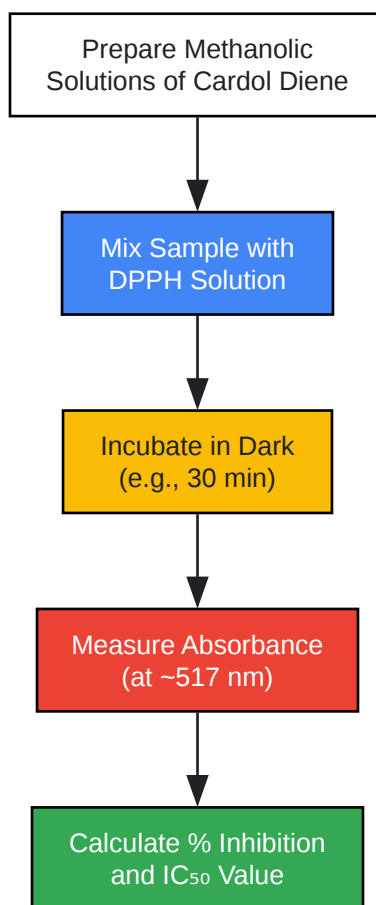 Prepare Methanolic
Solutions of Cardol Diene
Mix Sample with
DPPH Solution
Incubate in Dark
(e.g., 30 min)
Measure Absorbance
(at ~517 nm)
Calculate % Inhibition
and IC₅₀ Value